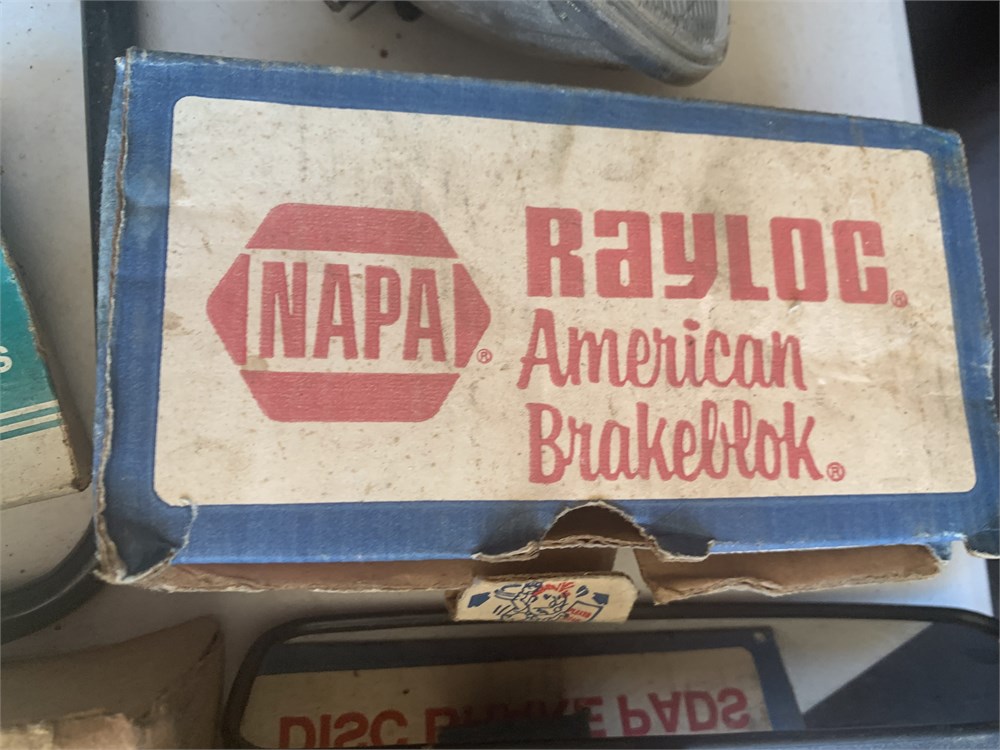 NAPA®
RAYLOC®
American
Brakeblok®
S
DISC BRAKE PADS